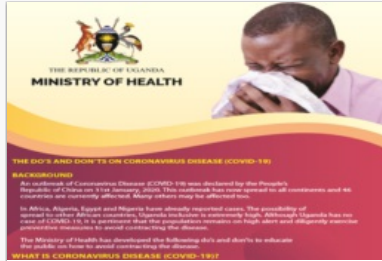 THE REPUBLIC OF UGANDA
MINISTRY OF HEALTH
THE DO'S AND DON'TS ON CORONAVIRUS DISEASE (COVID-19)
BACKGROUND
An outbreak of Coronavirus Disease (COVID-19) was declared by the People's
Republic of China on 31st January, 2020. This outbreak has now spread to all continents and 46
countries are currently affected. Many others may be affected too.
In Africa, Algeria, Egypt and Nigeria have already reported cases. The possibility of
spread to other African countries, Uganda inclusive is extremely high. Although Uganda has no
case of COVID-19, it is pertinent that the population remains on high alert and diligently exercise
preventive measures to avoid contracting the disease.
The Ministry of Health has developed the following do's and don'ts to educate
the public on how to avoid contracting the disease.
WHAT IS CORONAVIRUS DISEASE (COVID-19)?